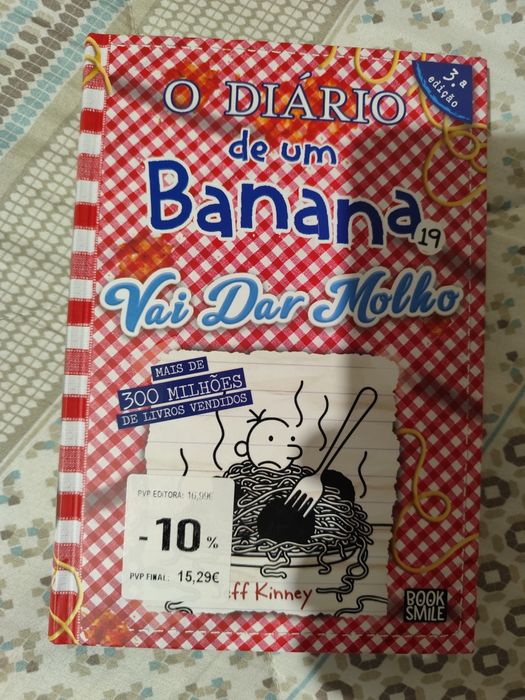 3.ª
edição
O DIÁRIO
de um
Banana
19
Vai Dar Molho
MAIS DE
300 MILHÕES
DE LIVROS VENDIDOS
PVP EDITORA: 16,99€
- 10 %
PVP FINAL: 15,29€
eff Kinney
BOOK
SMILE